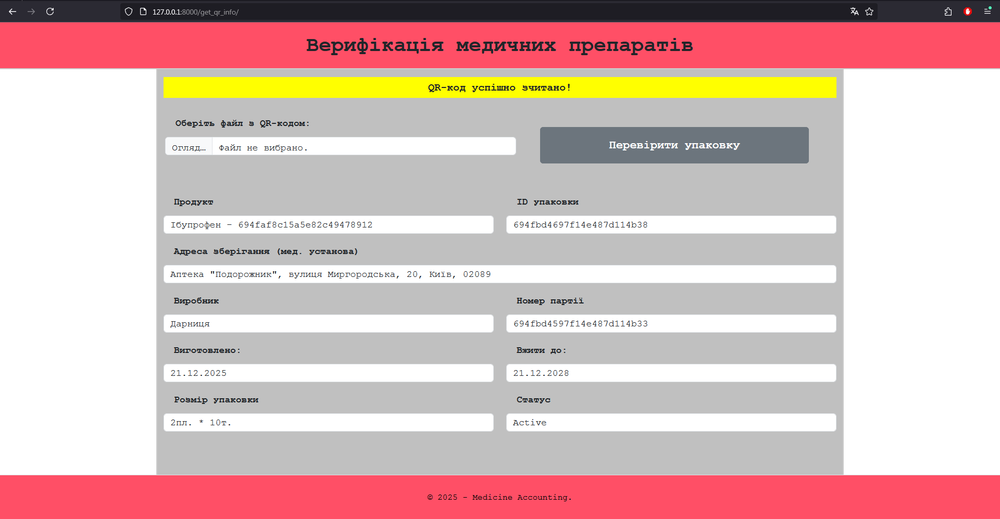 127.0.0.1:8000/get_qr_info/
Верифікація медичних препаратів
QR-код успішно зчитано!
Оберіть файл з QR-кодом:
Огляд... Файл не вибрано.
Перевірити упаковку
Продукт
ID упаковки
Ібупрофен - 694faf8c15a5e82c49478912
694fbd4697f14e487d114b38
Адреса зберігання (мед. установа)
Аптека "Подорожник", вулиця Миргородська, 20, Київ, 02089
Виробник
Номер партії
Дарниця
694fbd4597f14e487d114b33
Виготовлено:
Вжити до:
21.12.2025
21.12.2028
Розмір упаковки
Статус
2пл. * 10т.
Active
© 2025 - Medicine Accounting.